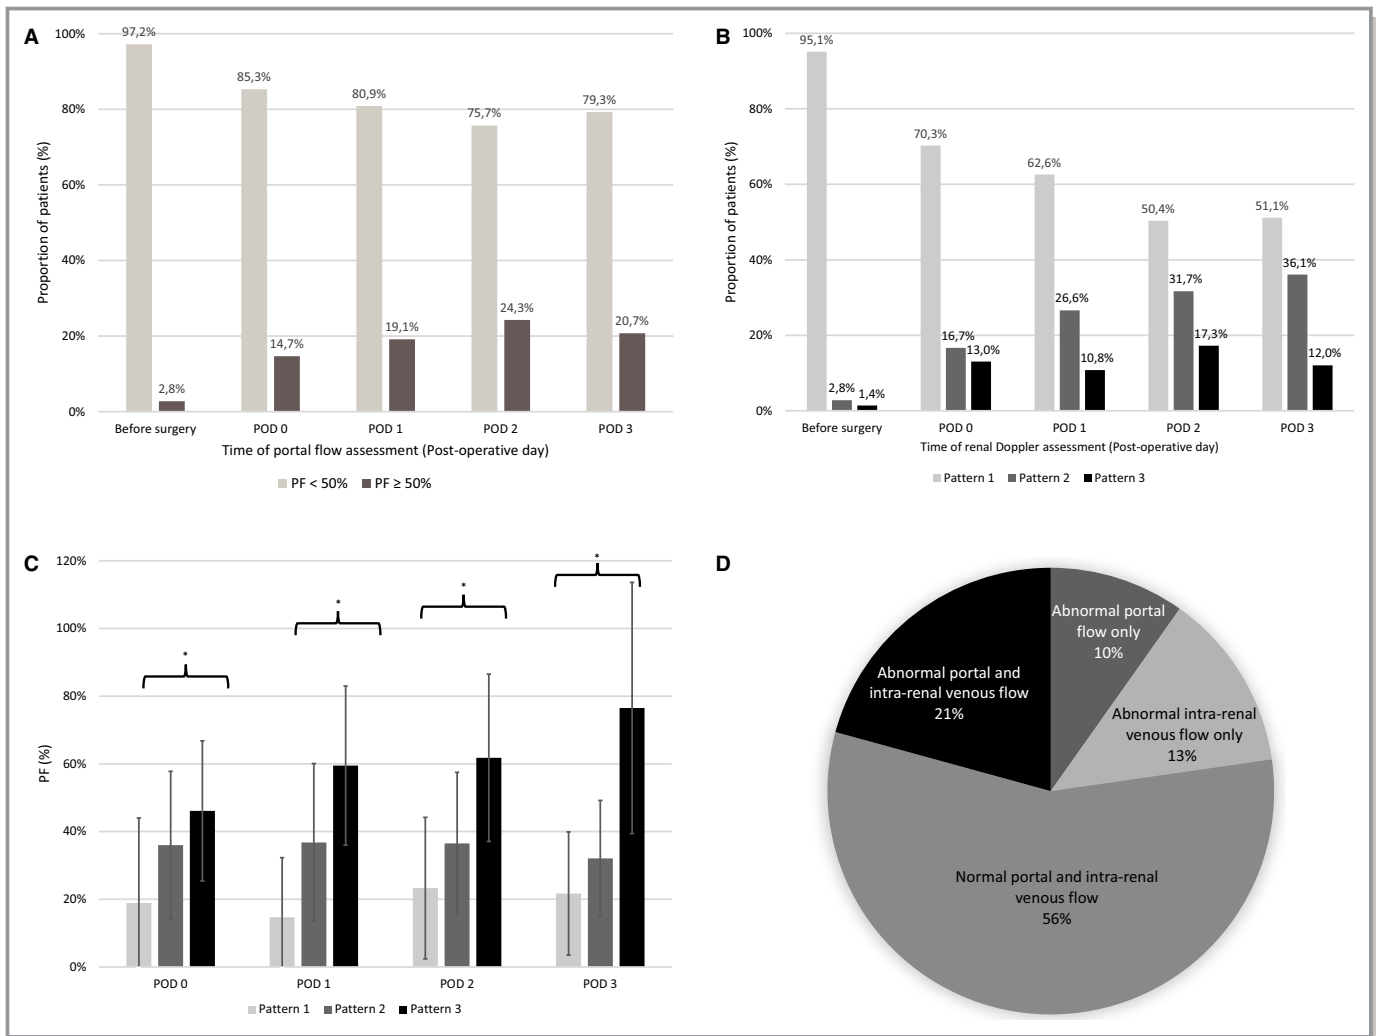 A
100%
80%
60%
40%
20%
0%
Proportion of patients (%)
97,2%
2,8%
85,3%
14,7%
80,9%
19,1%
75,7%
24,3%
79,3%
20,7%
Before surgery
POD 0
POD 1
POD 2
POD 3
Time of portal flow assessment (Post-operative day)
PF < 50%
PF ≥ 50%
B
100%
80%
60%
40%
20%
0%
Proportion of patients (%)
95,1%
2,8%
1,4%
70,3%
16,7%
13,0%
62,6%
26,6%
10,8%
50,4%
31,7%
17,3%
51,1%
36,1%
12,0%
Before surgery
POD 0
POD 1
POD 2
POD 3
Time of renal Doppler assessment (Post-operative day)
Pattern 1
Pattern 2
Pattern 3
C
120%
100%
80%
60%
40%
20%
0%
PF (%)
*
*
*
*
POD 0
POD 1
POD 2
POD 3
Pattern 1
Pattern 2
Pattern 3
D
Abnormal portal
flow only
10%
Abnormal intra-renal
venous flow only
13%
Normal portal and intra-renal
venous flow
56%
Abnormal portal and
intra-renal venous flow
21%